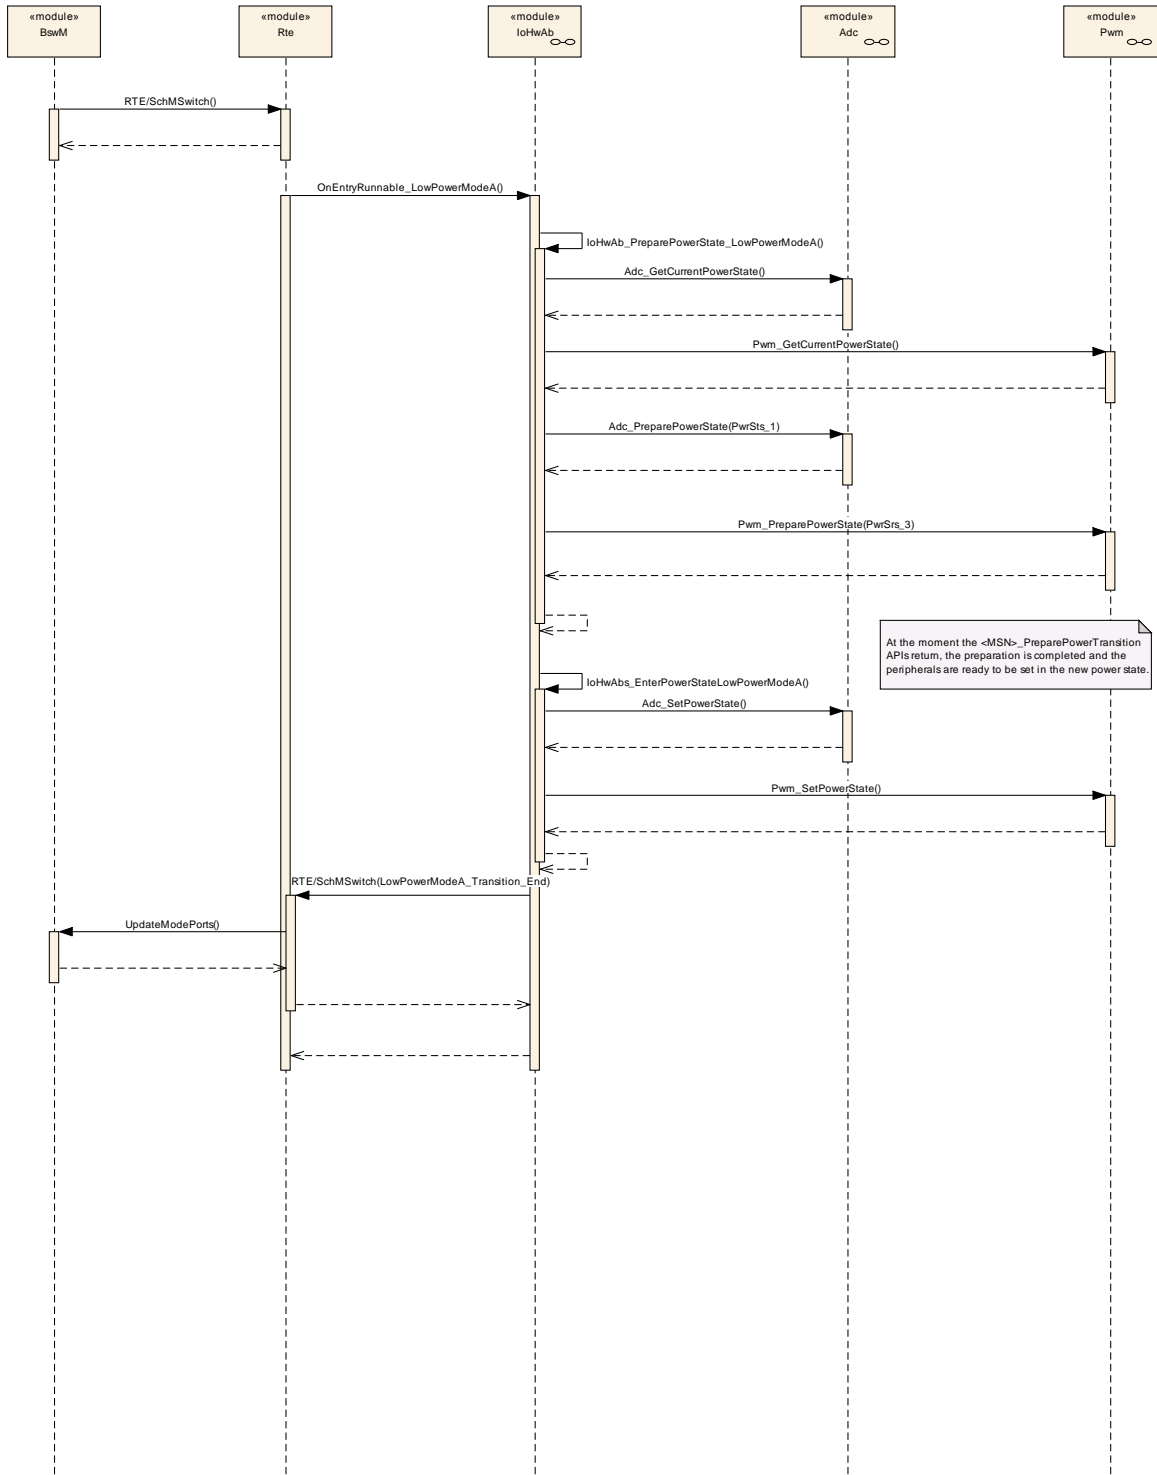 «module»
BswM
«module»
Rte
«module»
IoHwAb
«module»
Adc
«module»
Pwm
RTE/SchMSwitch()
OnEntryRunnable_LowPowerModeA()
IoHwAb_PreparePowerState_LowPowerModeA()
Adc_GetCurrentPowerState()
Pwm_GetCurrentPowerState()
Adc_PreparePowerState(PwrSts_1)
Pwm_PreparePowerState(PwrSrs_3)
At the moment the <MSN>_PreparePowerTransition
APIs return, the preparation is completed and the
peripherals are ready to be set in the new power state.
IoHwAbs_EnterPowerStateLowPowerModeA()
Adc_SetPowerState()
Pwm_SetPowerState()
RTE/SchMSwitch(LowPowerModeA_Transition_End)
UpdateModePorts()